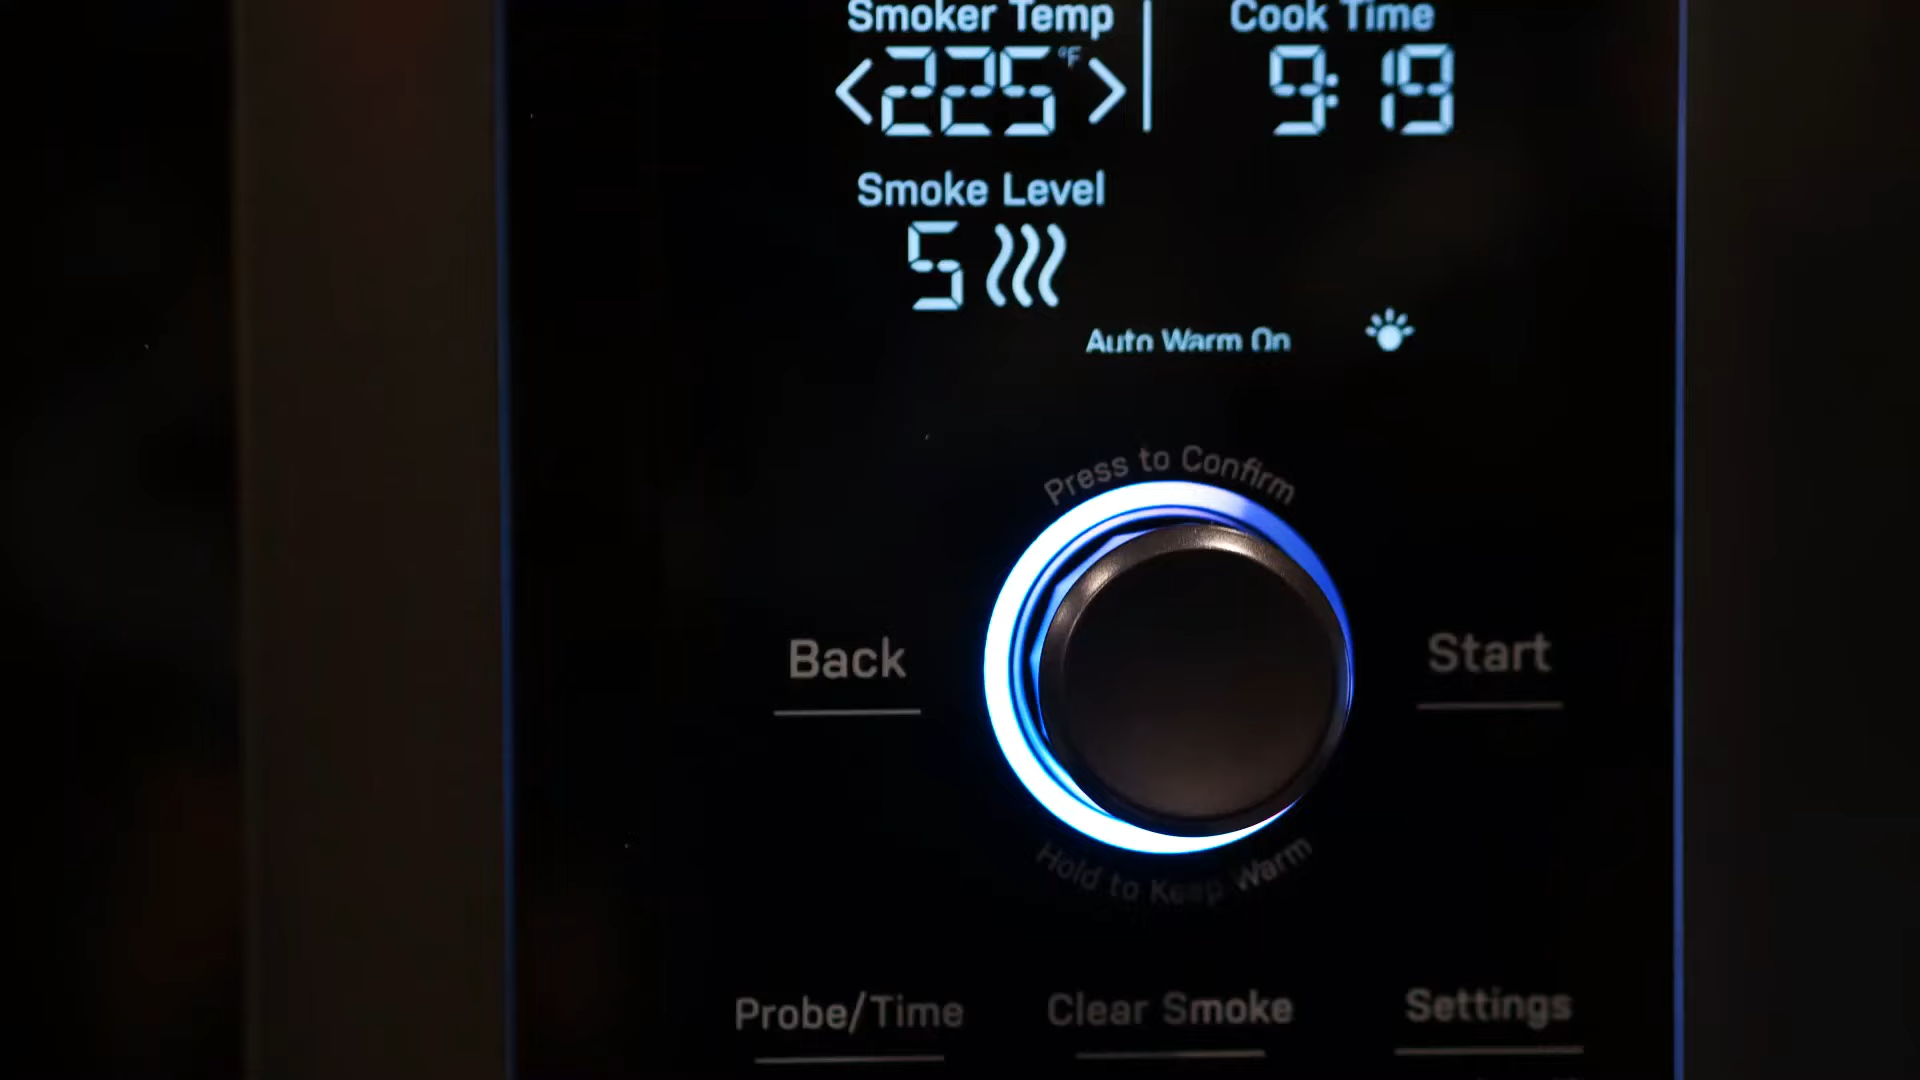 Smoker Temp Cook Time
<225°F> 9:19
Smoke Level
5
Auto Warm On
Press to Confirm
Back Start
Hold to Keep Warm
Probe/Time Clear Smoke Settings